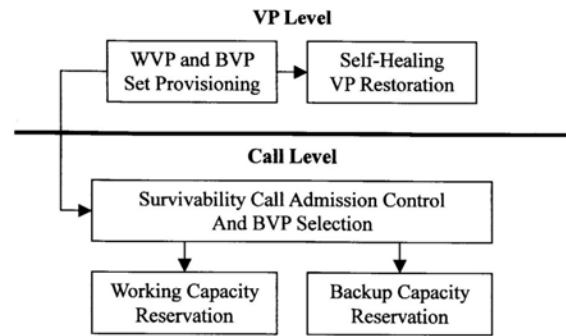 VP Level
WVP and BVP
Set Provisioning
Self-Healing
VP Restoration
Call Level
Survivability Call Admission Control
And BVP Selection
Working Capacity
Reservation
Backup Capacity
Reservation